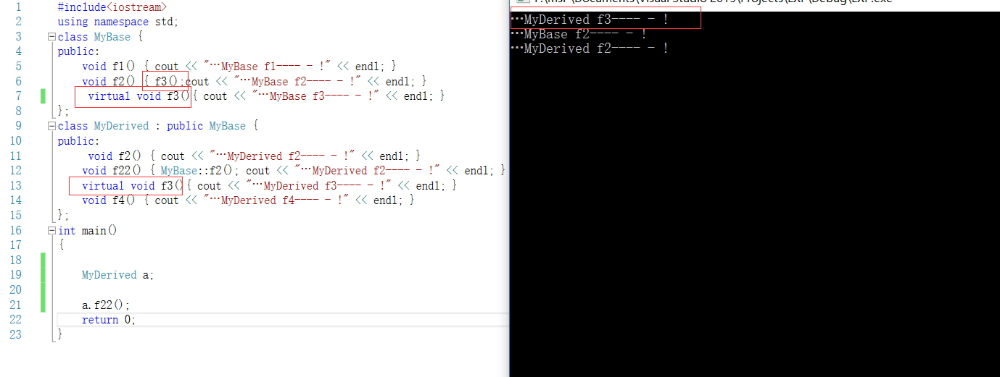 1 #include<iostream>
2 using namespace std;
3 class MyBase {
4 public:
5 void f1() { cout << "…MyBase f1---- - !" << endl; }
6 void f2() { f3();cout << "…MyBase f2---- - !" << endl; }
7 virtual void f3(){ cout << "…MyBase f3---- - !" << endl; }
8 };
9 class MyDerived : public MyBase {
10 public:
11 void f2() { cout << "…MyDerived f2---- - !" << endl; }
12 void f22() { MyBase::f2(); cout << "…MyDerived f2---- - !" << endl; }
13 virtual void f3(){ cout << "…MyDerived f3---- - !" << endl; }
14 void f4() { cout << "…MyDerived f4---- - !" << endl; }
15 };
16 int main()
17 {
18
19 MyDerived a;
20
21 a.f22();
22 return 0;
23 }
…MyDerived f3---- - !
…MyBase f2---- - !
…MyDerived f2---- - !